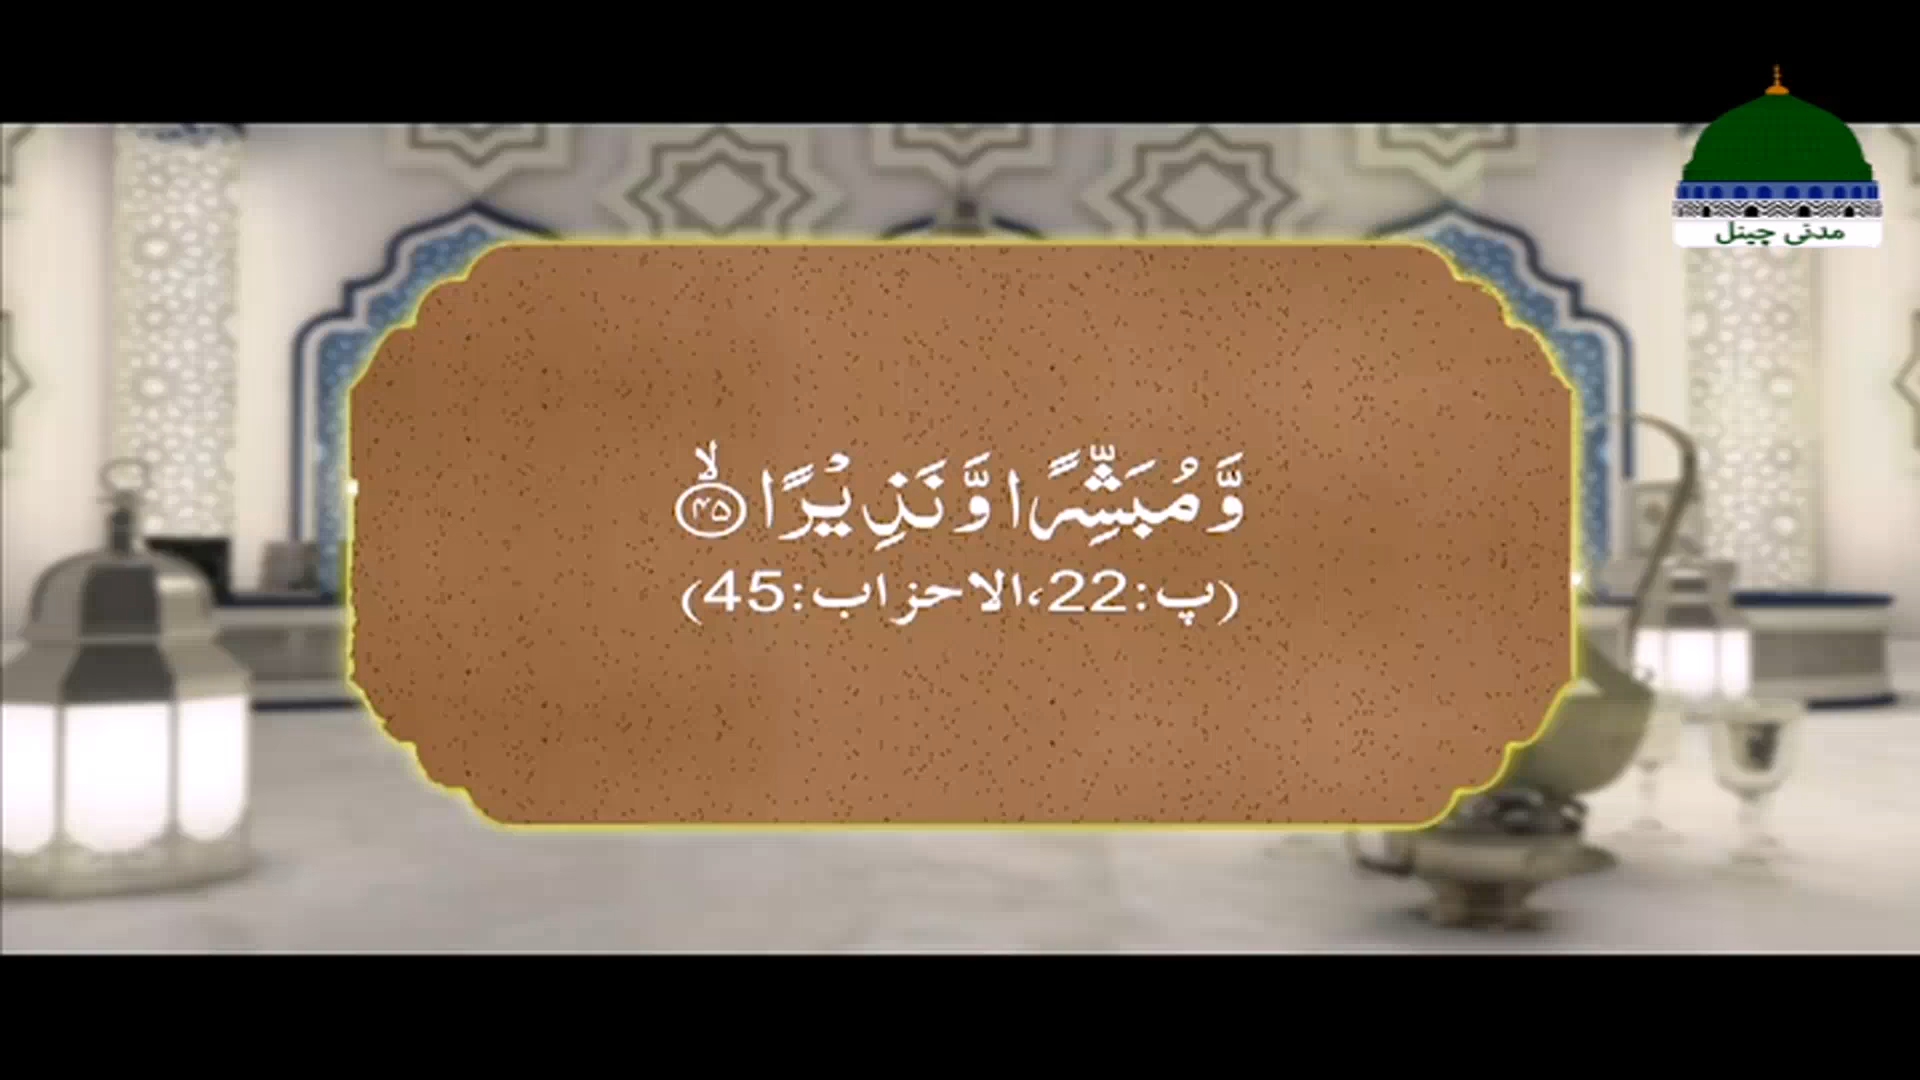 مدنی چینل
وَّ مُبَشِّرًا وَّ نَذِیْرًاۙ(۴۵)
(پ:22،الاحزاب:45)